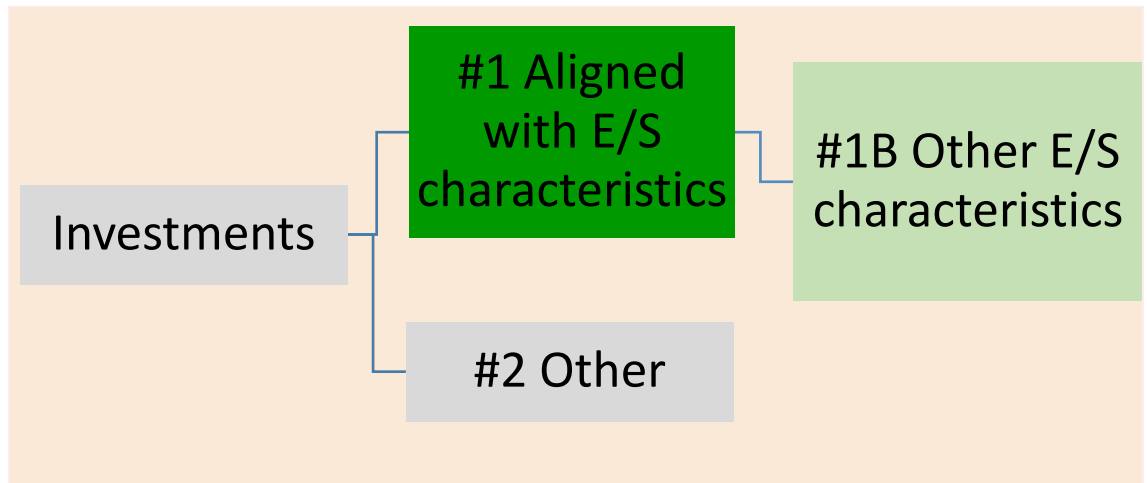 #1 Aligned
with E/S
characteristics
#1B Other E/S
characteristics
Investments
#2 Other